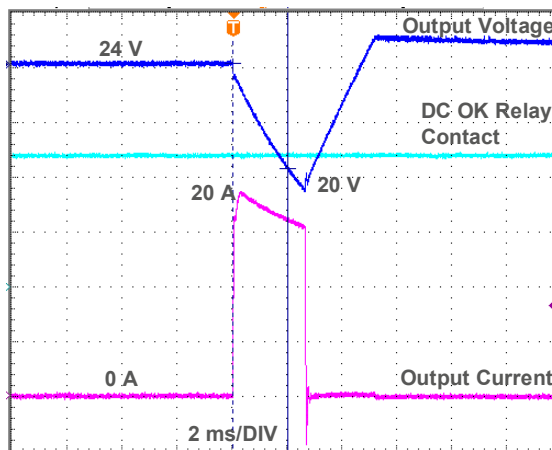 T
Output Voltage
24 V
DC OK Relay
Contact
20 A
20 V
0 A
Output Current
2 ms/DIV